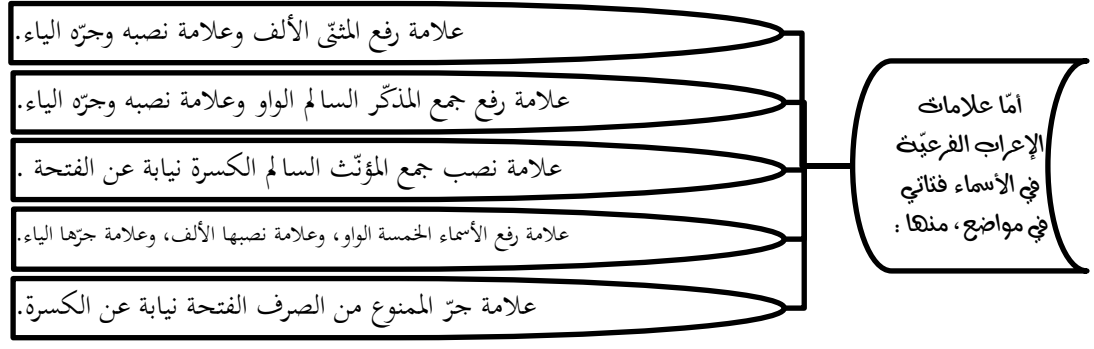 أمّا علامات
الإعراب الفرعيّة
في الأسماء فتأتي
في مواضع، منها :
علامة رفع المثنّى الألف وعلامة نصبه وجرّه الياء.
علامة رفع جمع المذكّر السالم الواو وعلامة نصبه وجرّه الياء.
علامة نصب جمع المؤنّث السالم الكسرة نيابة عن الفتحة .
علامة رفع الأسماء الخمسة الواو، وعلامة نصبها الألف، وعلامة جرّها الياء.
علامة جرّ الممنوع من الصرف الفتحة نيابة عن الكسرة.